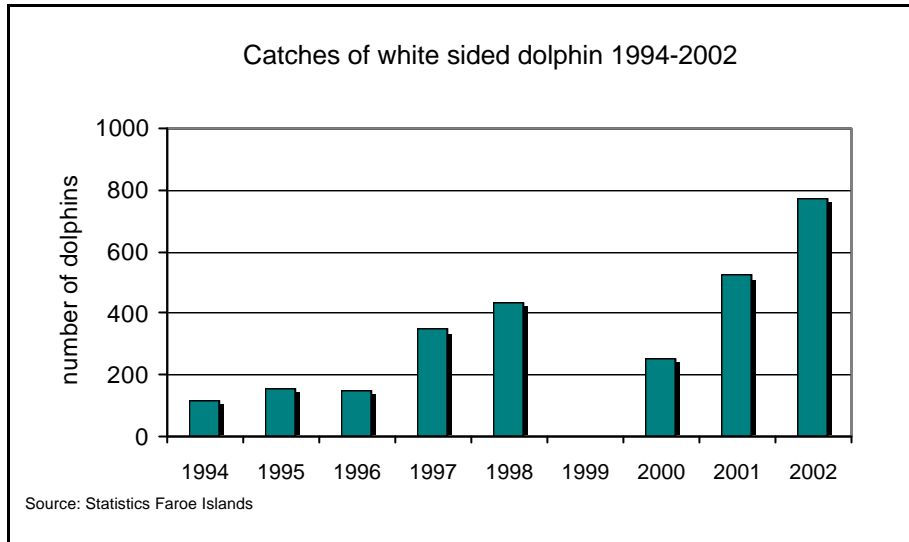 Catches of white sided dolphin 1994-2002
number of dolphins
1000
800
600
400
200
0
1994 1995 1996 1997 1998 1999 2000 2001 2002
Source: Statistics Faroe Islands